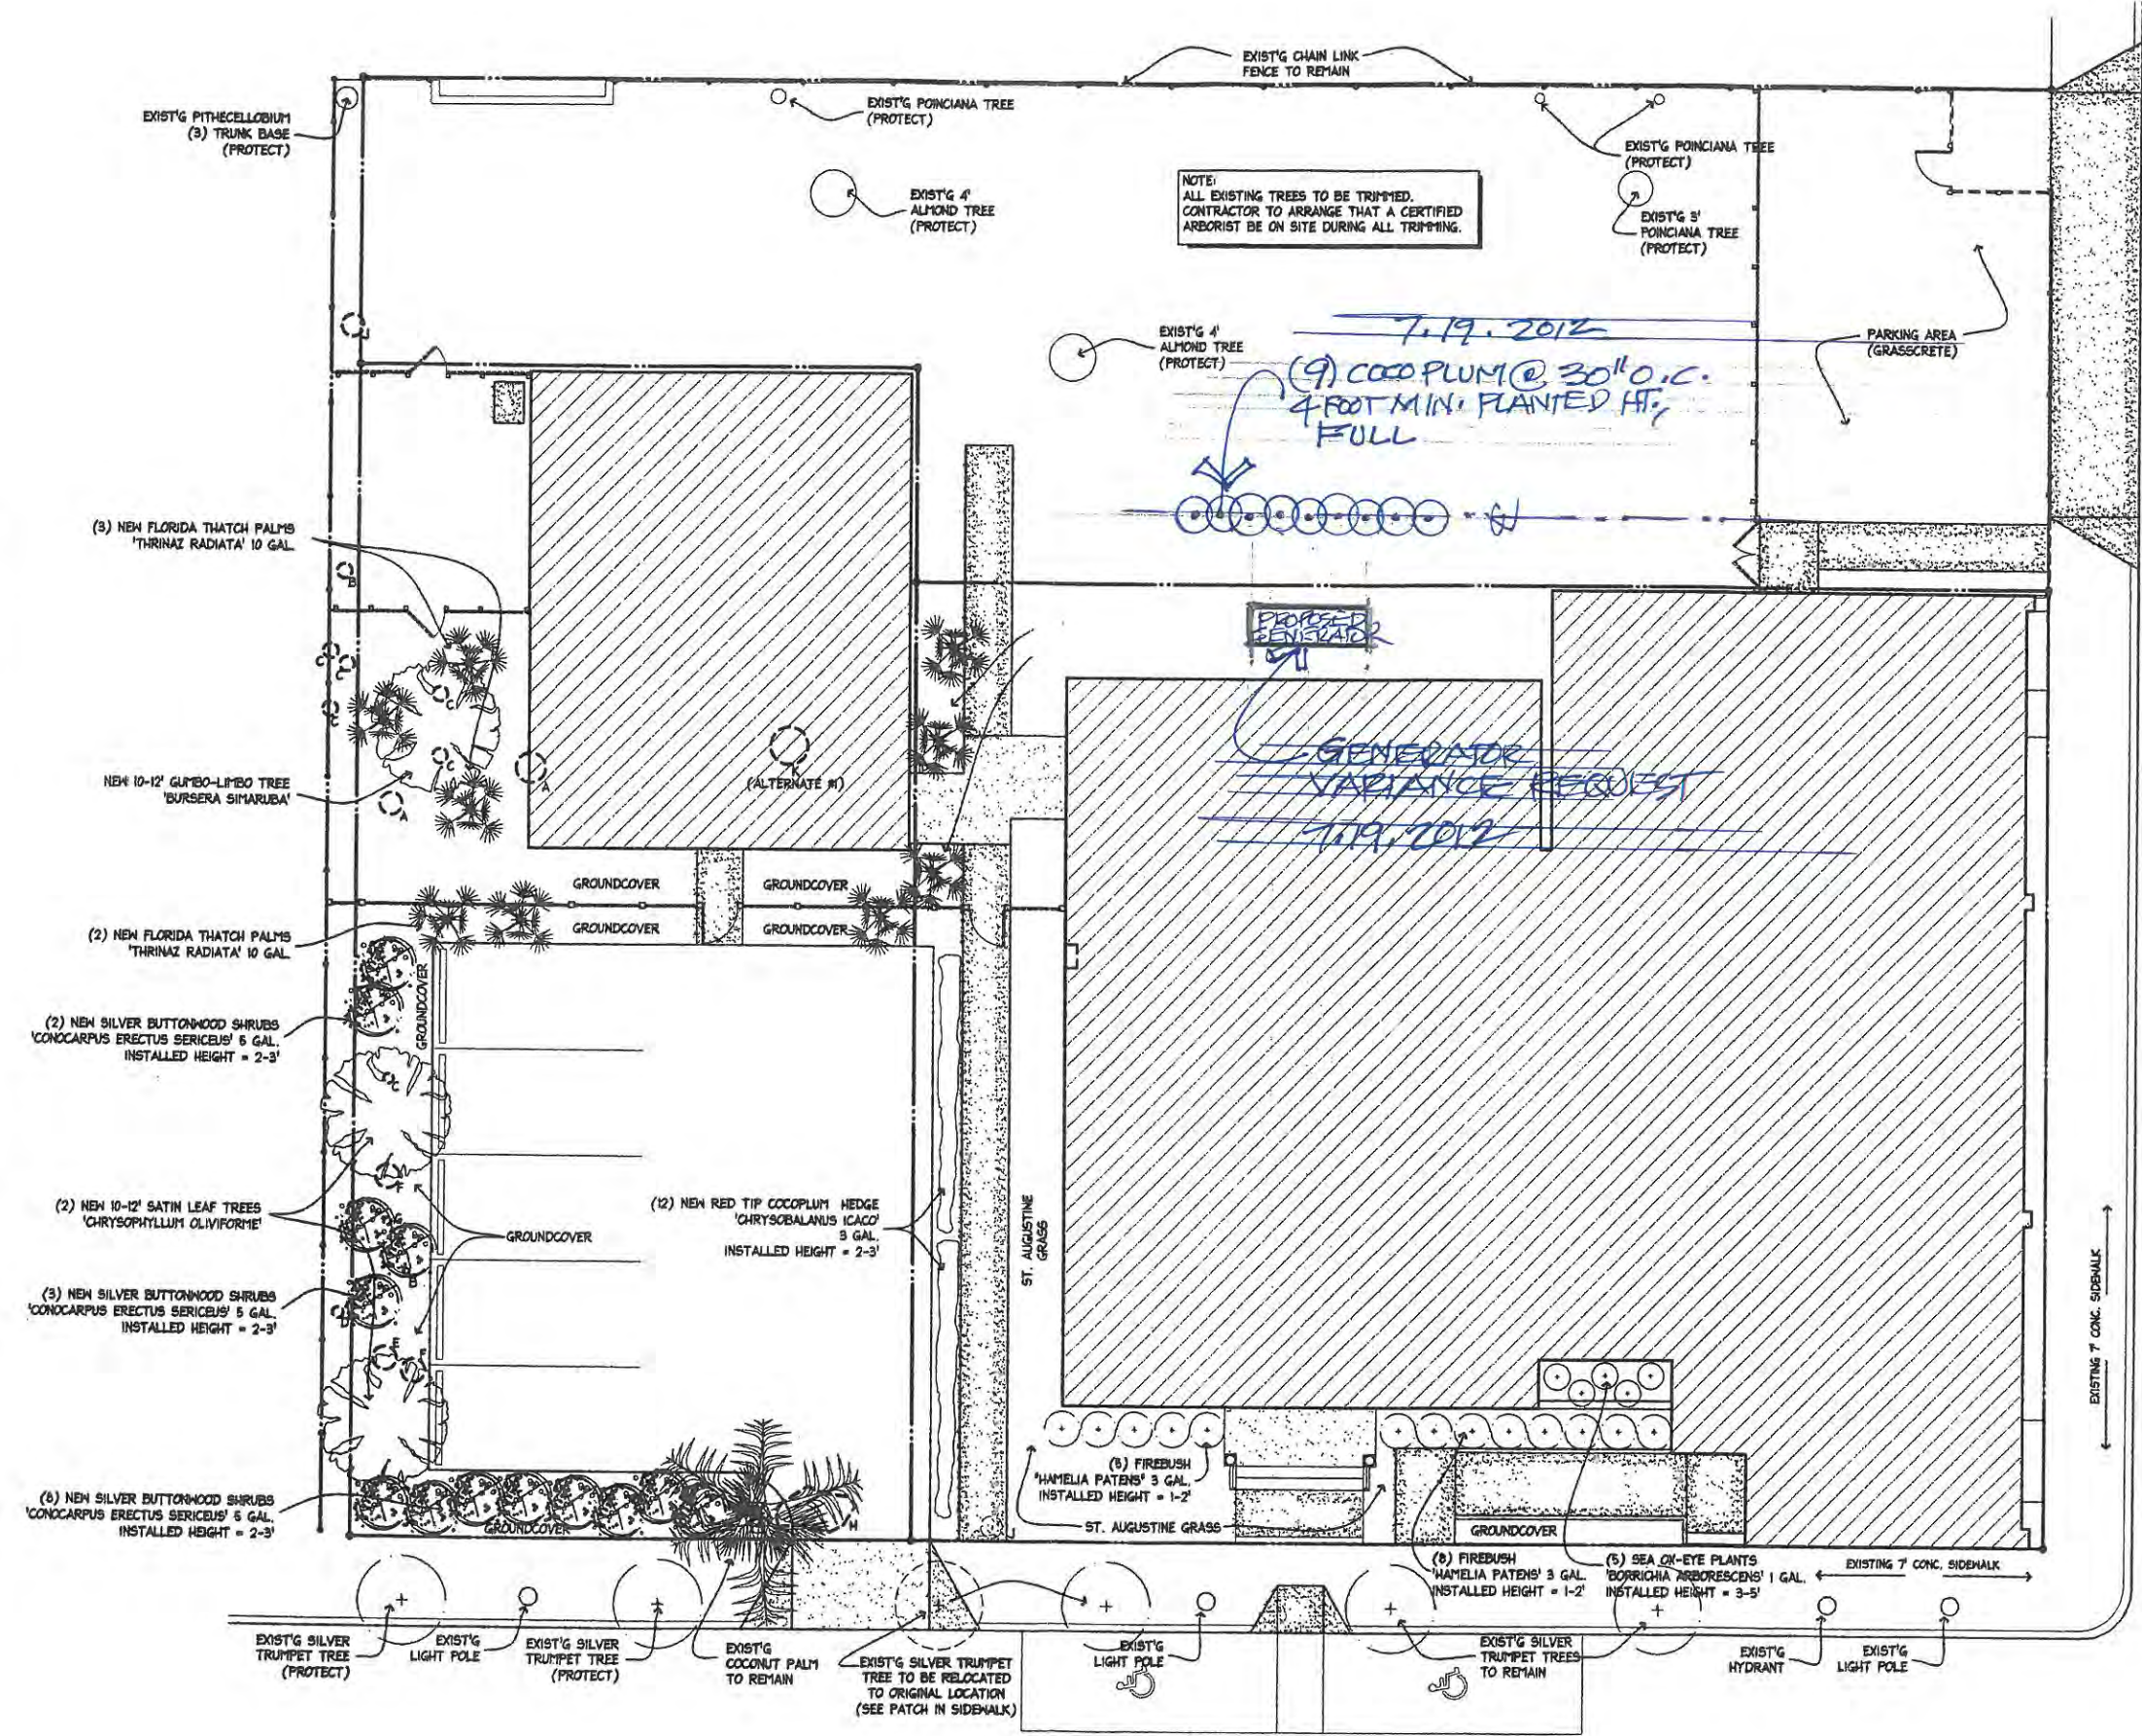 EXIST'G CHAIN LINK
FENCE TO REMAIN
EXIST'G PITHECELLOBIUM
(3) TRUNK BASE
(PROTECT)
EXIST'G POINCIANA TREE
(PROTECT)
EXIST'G POINCIANA TREE
(PROTECT)
EXIST'G 4'
ALMOND TREE
(PROTECT)
NOTE:
ALL EXISTING TREES TO BE TRIMMED.
CONTRACTOR TO ARRANGE THAT A CERTIFIED
ARBORIST BE ON SITE DURING ALL TRIMMING.
EXIST'G 3'
POINCIANA TREE
(PROTECT)
EXIST'G 4'
ALMOND TREE
(PROTECT)
7.19.2012
(9) COCO PLUM @ 30" O.C.
4 FOOT MIN. PLANTED HT.,
FULL
PARKING AREA
(GRASSCRETE)
(3) NEW FLORIDA THATCH PALMS
'THRINAZ RADIATA' 10 GAL
B
C
C
C
C
C
PROPOSED
GENERATOR
GENERATOR
VARIANCE REQUEST
7.19.2012
NEW 10-12' GUMBO-LIMBO TREE
'BURSERA SIMARUBA'
A
A
K
(ALTERNATE #1)
GROUNDCOVER
GROUNDCOVER
GROUNDCOVER
GROUNDCOVER
(2) NEW FLORIDA THATCH PALMS
'THRINAZ RADIATA' 10 GAL
GROUNDCOVER
(2) NEW SILVER BUTTONWOOD SHRUBS
'CONOCARPUS ERECTUS SERICEUS' 5 GAL.
INSTALLED HEIGHT = 2-3'
C
F
(2) NEW 10-12' SATIN LEAF TREES
'CHRYSOPHYLLUM OLIVIFORME'
GROUNDCOVER
(12) NEW RED TIP COCOPLUM HEDGE
'CHRYSOBALANUS ICACO'
3 GAL.
INSTALLED HEIGHT = 2-3'
ST. AUGUSTINE
GRASS
EXISTING 7' CONC. SIDEWALK
B
(3) NEW SILVER BUTTONWOOD SHRUBS
'CONOCARPUS ERECTUS SERICEUS' 5 GAL.
INSTALLED HEIGHT = 2-3'
E
(8) NEW SILVER BUTTONWOOD SHRUBS
'CONOCARPUS ERECTUS SERICEUS' 5 GAL.
INSTALLED HEIGHT = 2-3'
GROUNDCOVER
H
(5) FIREBUSH
'HAMELIA PATENS' 3 GAL.
INSTALLED HEIGHT = 1-2'
ST. AUGUSTINE GRASS
GROUNDCOVER
(8) FIREBUSH
'HAMELIA PATENS' 3 GAL.
INSTALLED HEIGHT = 1-2'
(5) SEA OX-EYE PLANTS
'BORRICHIA ARBORESCENS' 1 GAL.
INSTALLED HEIGHT = 3-5'
EXISTING 7' CONC. SIDEWALK
EXIST'G SILVER
TRUMPET TREE
(PROTECT)
EXIST'G
LIGHT POLE
EXIST'G SILVER
TRUMPET TREE
(PROTECT)
EXIST'G
COCONUT PALM
TO REMAIN
EXIST'G SILVER TRUMPET
TREE TO BE RELOCATED
TO ORIGINAL LOCATION
(SEE PATCH IN SIDEWALK)
EXIST'G
LIGHT POLE
EXIST'G SILVER
TRUMPET TREES
TO REMAIN
EXIST'G
HYDRANT
EXIST'G
LIGHT POLE